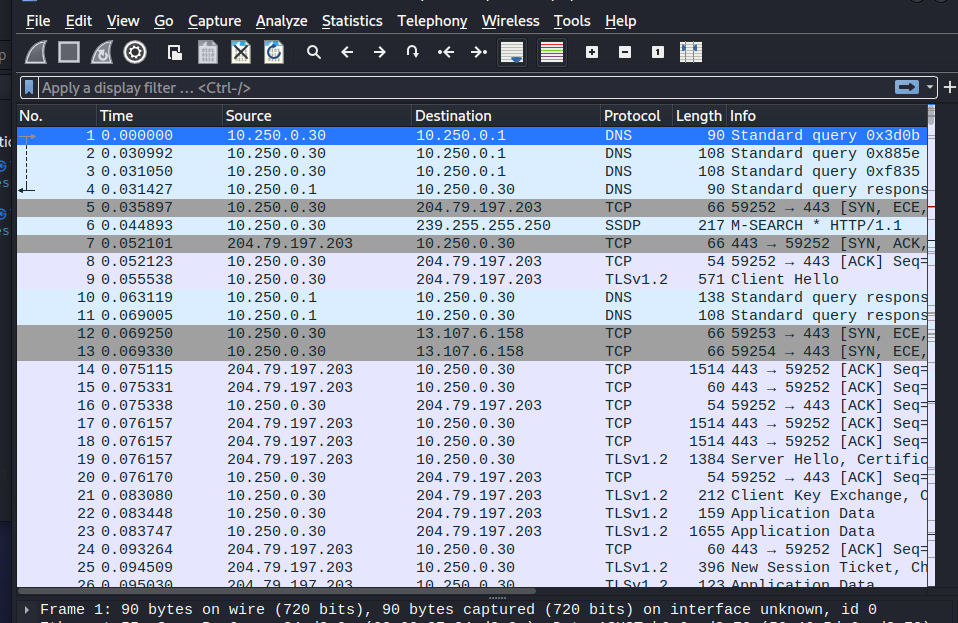 File Edit View Go Capture Analyze Statistics Telephony Wireless Tools Help
Apply a display filter … <Ctrl-/>
No. Time Source Destination Protocol Length Info
1 0.000000 10.250.0.30 10.250.0.1 DNS 90 Standard query 0x3d0b
2 0.030992 10.250.0.30 10.250.0.1 DNS 108 Standard query 0x885e
3 0.031050 10.250.0.30 10.250.0.1 DNS 108 Standard query 0xf835
4 0.031427 10.250.0.1 10.250.0.30 DNS 90 Standard query respons
5 0.035897 10.250.0.30 204.79.197.203 TCP 66 59252 → 443 [SYN, ECE,
6 0.044893 10.250.0.30 239.255.255.250 SSDP 217 M-SEARCH * HTTP/1.1
7 0.052101 204.79.197.203 10.250.0.30 TCP 66 443 → 59252 [SYN, ACK,
8 0.052123 10.250.0.30 204.79.197.203 TCP 54 59252 → 443 [ACK] Seq=
9 0.055538 10.250.0.30 204.79.197.203 TLSv1.2 571 Client Hello
10 0.063119 10.250.0.1 10.250.0.30 DNS 138 Standard query respons
11 0.069005 10.250.0.1 10.250.0.30 DNS 108 Standard query respons
12 0.069250 10.250.0.30 13.107.6.158 TCP 66 59253 → 443 [SYN, ECE,
13 0.069330 10.250.0.30 13.107.6.158 TCP 66 59254 → 443 [SYN, ECE,
14 0.075115 204.79.197.203 10.250.0.30 TCP 1514 443 → 59252 [ACK] Seq=
15 0.075331 204.79.197.203 10.250.0.30 TCP 60 443 → 59252 [ACK] Seq=
16 0.075338 10.250.0.30 204.79.197.203 TCP 54 59252 → 443 [ACK] Seq=
17 0.076157 204.79.197.203 10.250.0.30 TCP 1514 443 → 59252 [ACK] Seq=
18 0.076157 204.79.197.203 10.250.0.30 TCP 1514 443 → 59252 [ACK] Seq=
19 0.076157 204.79.197.203 10.250.0.30 TLSv1.2 1384 Server Hello, Certific
20 0.076170 10.250.0.30 204.79.197.203 TCP 54 59252 → 443 [ACK] Seq=
21 0.083080 10.250.0.30 204.79.197.203 TLSv1.2 212 Client Key Exchange, C
22 0.083448 10.250.0.30 204.79.197.203 TLSv1.2 159 Application Data
23 0.083747 10.250.0.30 204.79.197.203 TLSv1.2 1655 Application Data
24 0.093264 204.79.197.203 10.250.0.30 TCP 60 443 → 59252 [ACK] Seq=
25 0.094509 204.79.197.203 10.250.0.30 TLSv1.2 396 New Session Ticket, Ch
26 0.095030 204.79.197.203 10.250.0.30 TLSv1.2 123 Application Data
Frame 1: 90 bytes on wire (720 bits), 90 bytes captured (720 bits) on interface unknown, id 0